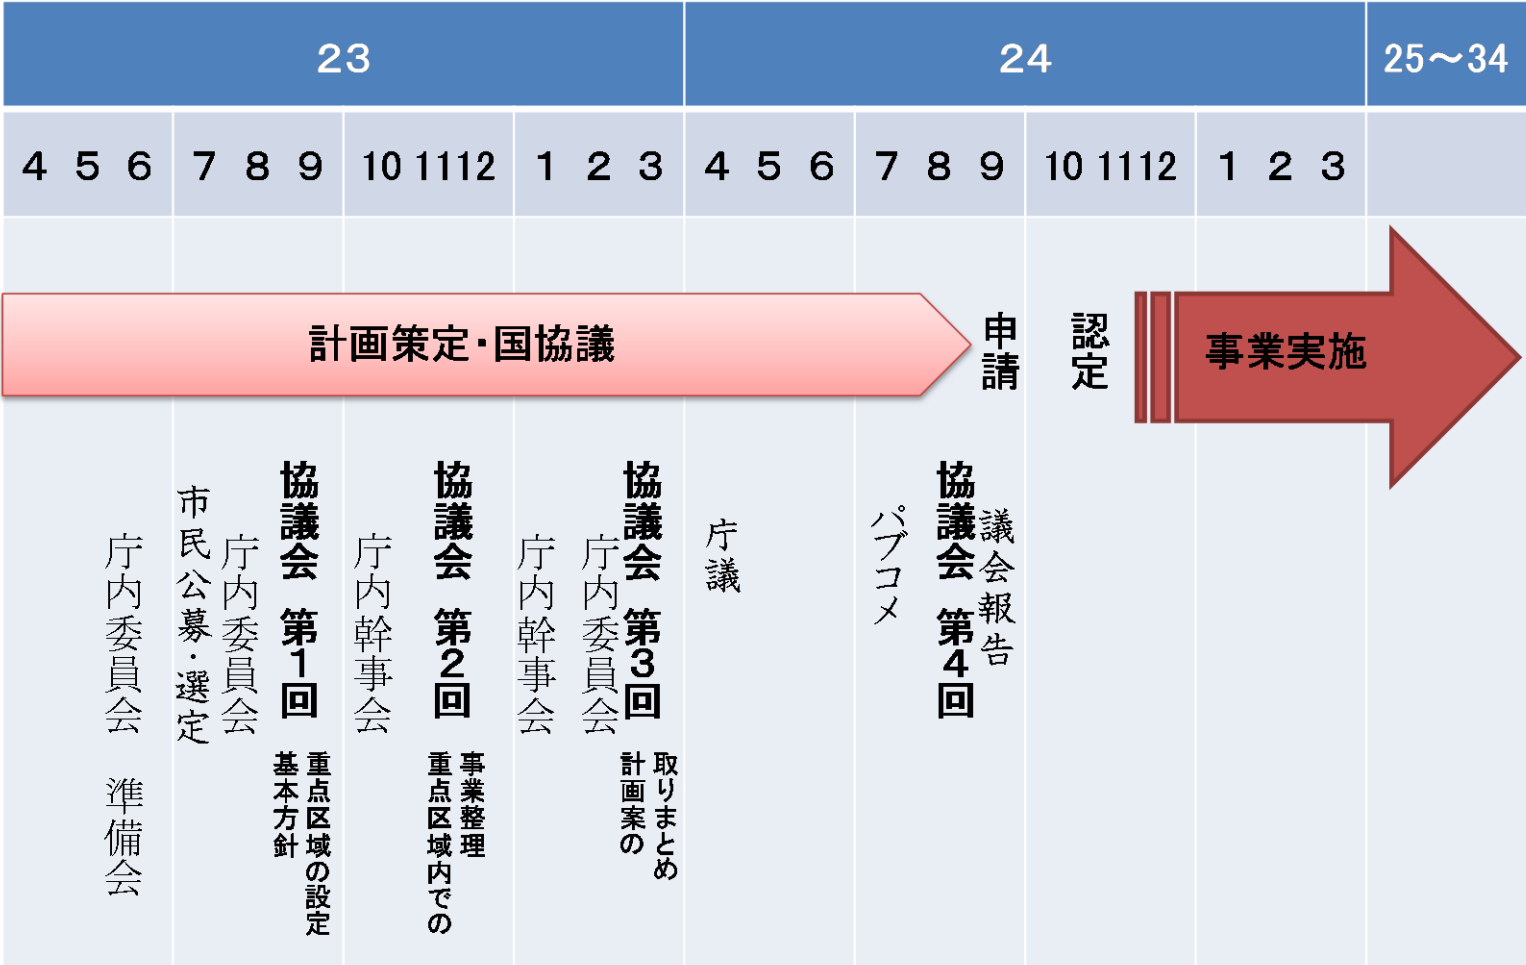 23
24
25～34
4 5 6
7 8 9
10 11 12
1 2 3
4 5 6
7 8 9
10 11 12
1 2 3
計画策定・国協議
申請
認定
事業実施
庁内委員会 準備会
市民公募・選定
庁内委員会
協議会 第1回
重点区域の設定
基本方針
庁内幹事会
協議会 第2回
重点区域内での
事業整理
庁内幹事会
庁内委員会
協議会 第3回
計画案の
取りまとめ
庁議
パブコメ
協議会 第4回
議会報告